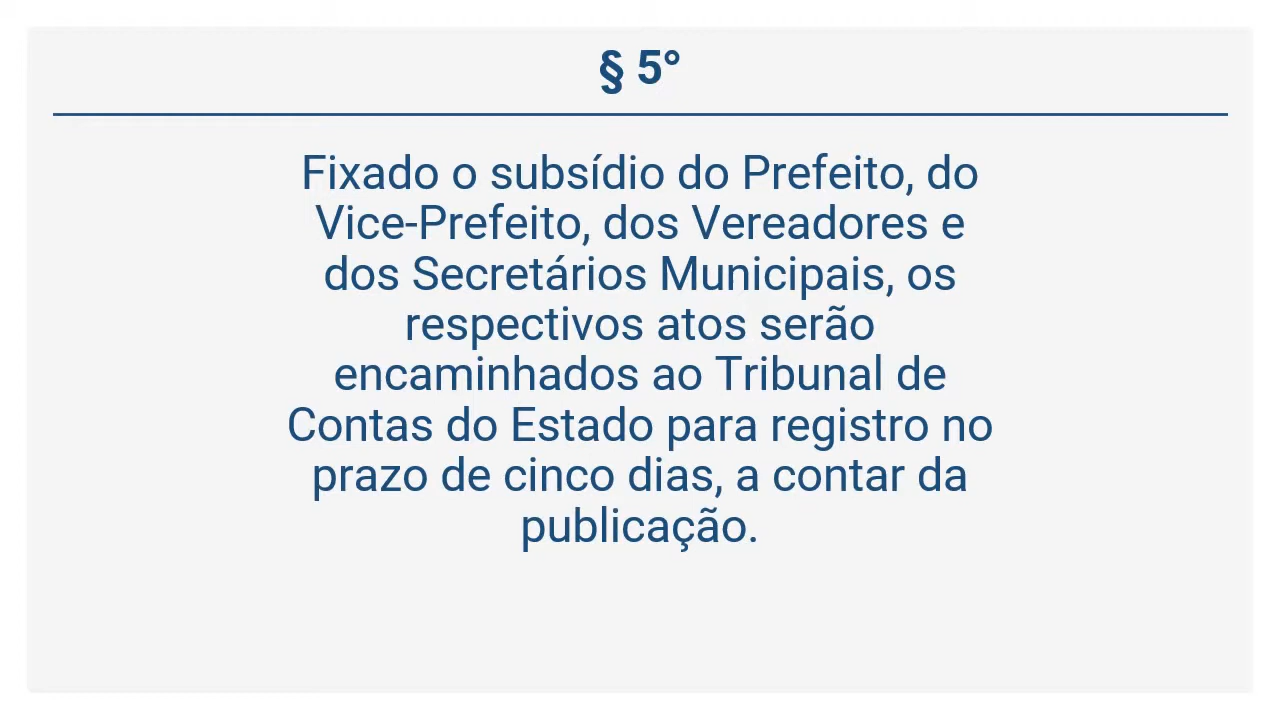 § 5°
Fixado o subsídio do Prefeito, do
Vice-Prefeito, dos Vereadores e
dos Secretários Municipais, os
respectivos atos serão
encaminhados ao Tribunal de
Contas do Estado para registro no
prazo de cinco dias, a contar da
publicação.